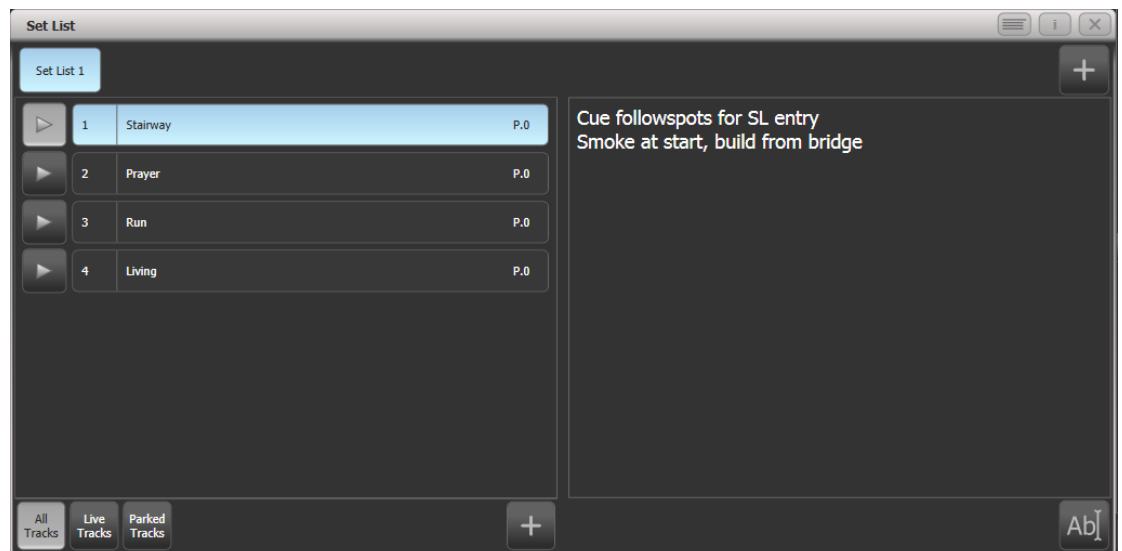 Set List
i
Set List 1
1 Stairway P.0
2 Prayer P.0
3 Run P.0
4 Living P.0
Cue followspots for SL entry
Smoke at start, build from bridge
All Tracks
Live Tracks
Parked Tracks
Ab